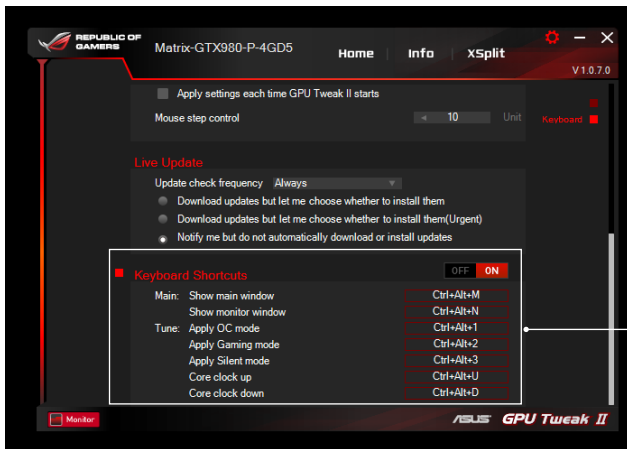 REPUBLIC OF
GAMERS
Matrix-GTX980-P-4GD5
Home Info XSplit
V 1.0.7.0
Apply settings each time GPU Tweak II starts
Mouse step control 10 Unit
Keyboard
Live Update
Update check frequency Always
Download updates but let me choose whether to install them
Download updates but let me choose whether to install them(Urgent)
Notify me but do not automatically download or install updates
Keyboard Shortcuts OFF ON
Main: Show main window Ctrl+Alt+M
Show monitor window Ctrl+Alt+N
Tune: Apply OC mode Ctrl+Alt+1
Apply Gaming mode Ctrl+Alt+2
Apply Silent mode Ctrl+Alt+3
Core clock up Ctrl+Alt+U
Core clock down Ctrl+Alt+D
Monitor
ASUS GPU Tweak II